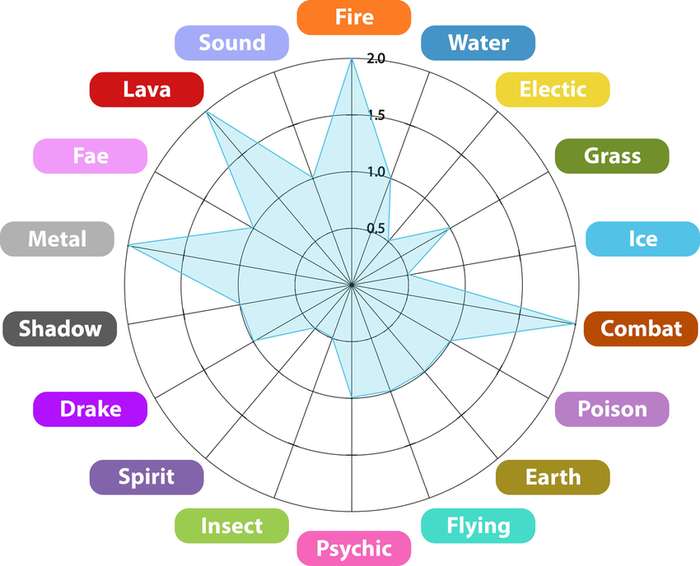 Fire
Sound
Water
2.0
Lava
Electic
1.5
Fae
Grass
1.0
Metal
0.5
Ice
Shadow
Combat
Drake
Poison
Spirit
Earth
Insect
Flying
Psychic